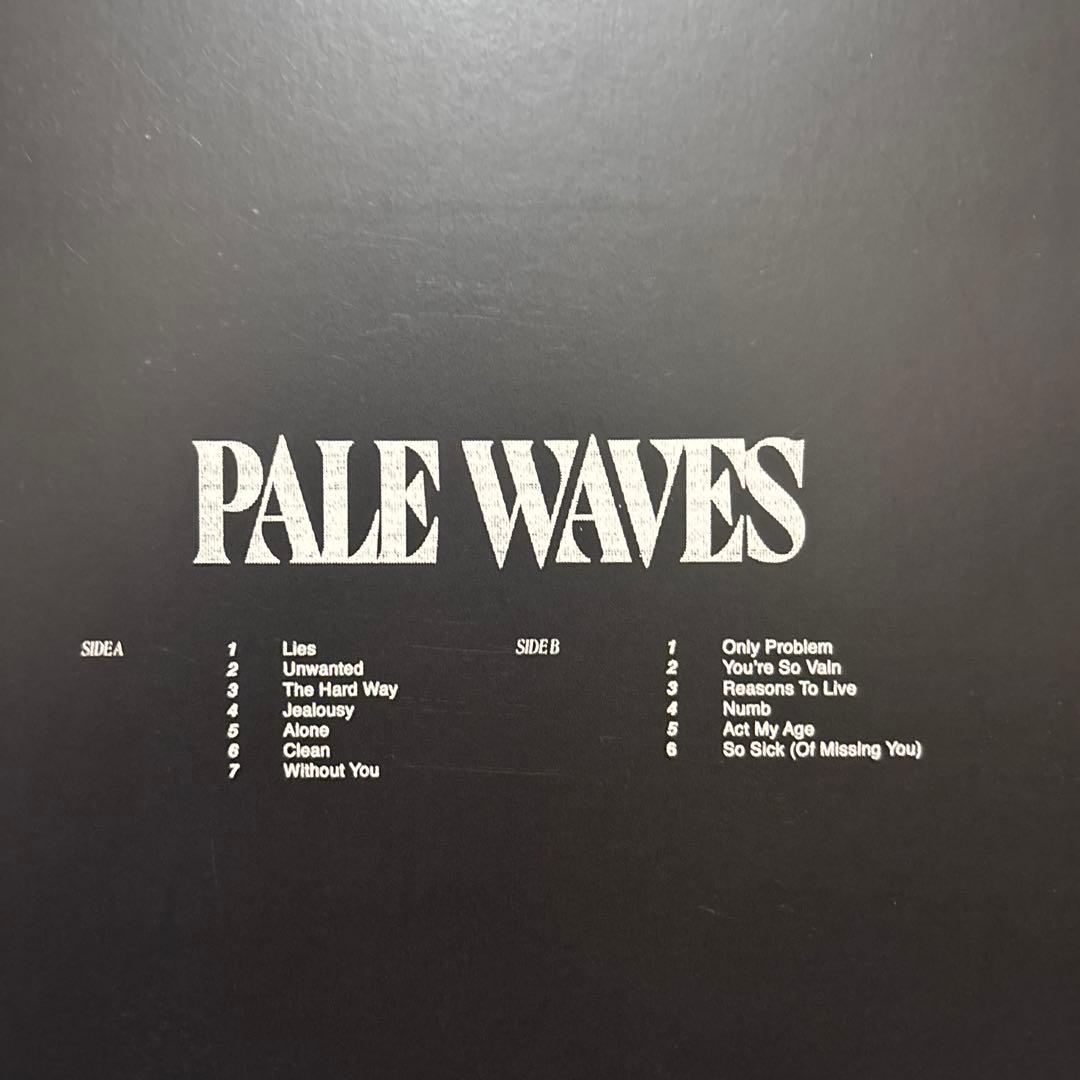 PALE WAVES
SIDE A
1 Lies
2 Unwanted
3 The Hard Way
4 Jealousy
5 Alone
6 Clean
7 Without You
SIDE B
1 Only Problem
2 You're So Vain
3 Reasons To Live
4 Numb
5 Act My Age
6 So Sick (Of Missing You)